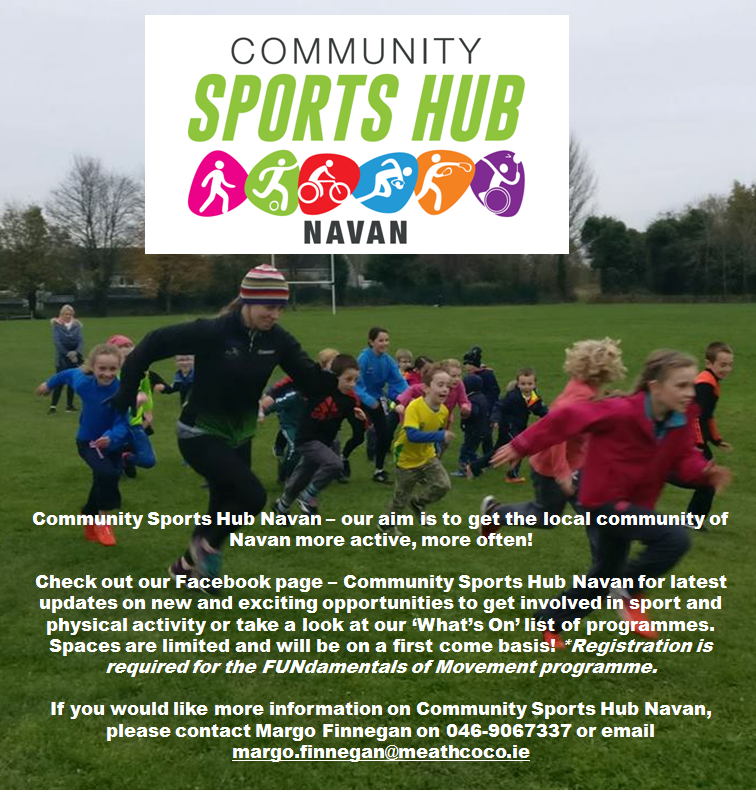 COMMUNITY
SPORTS HUB
NAVAN
Community Sports Hub Navan – our aim is to get the local community of
Navan more active, more often!
Check out our Facebook page – Community Sports Hub Navan for latest
updates on new and exciting opportunities to get involved in sport and
physical activity or take a look at our ‘What’s On’ list of programmes.
Spaces are limited and will be on a first come basis! *Registration is
required for the FUNdamentals of Movement programme.
If you would like more information on Community Sports Hub Navan,
please contact Margo Finnegan on 046-9067337 or email
margo.finnegan@meathcoco.ie